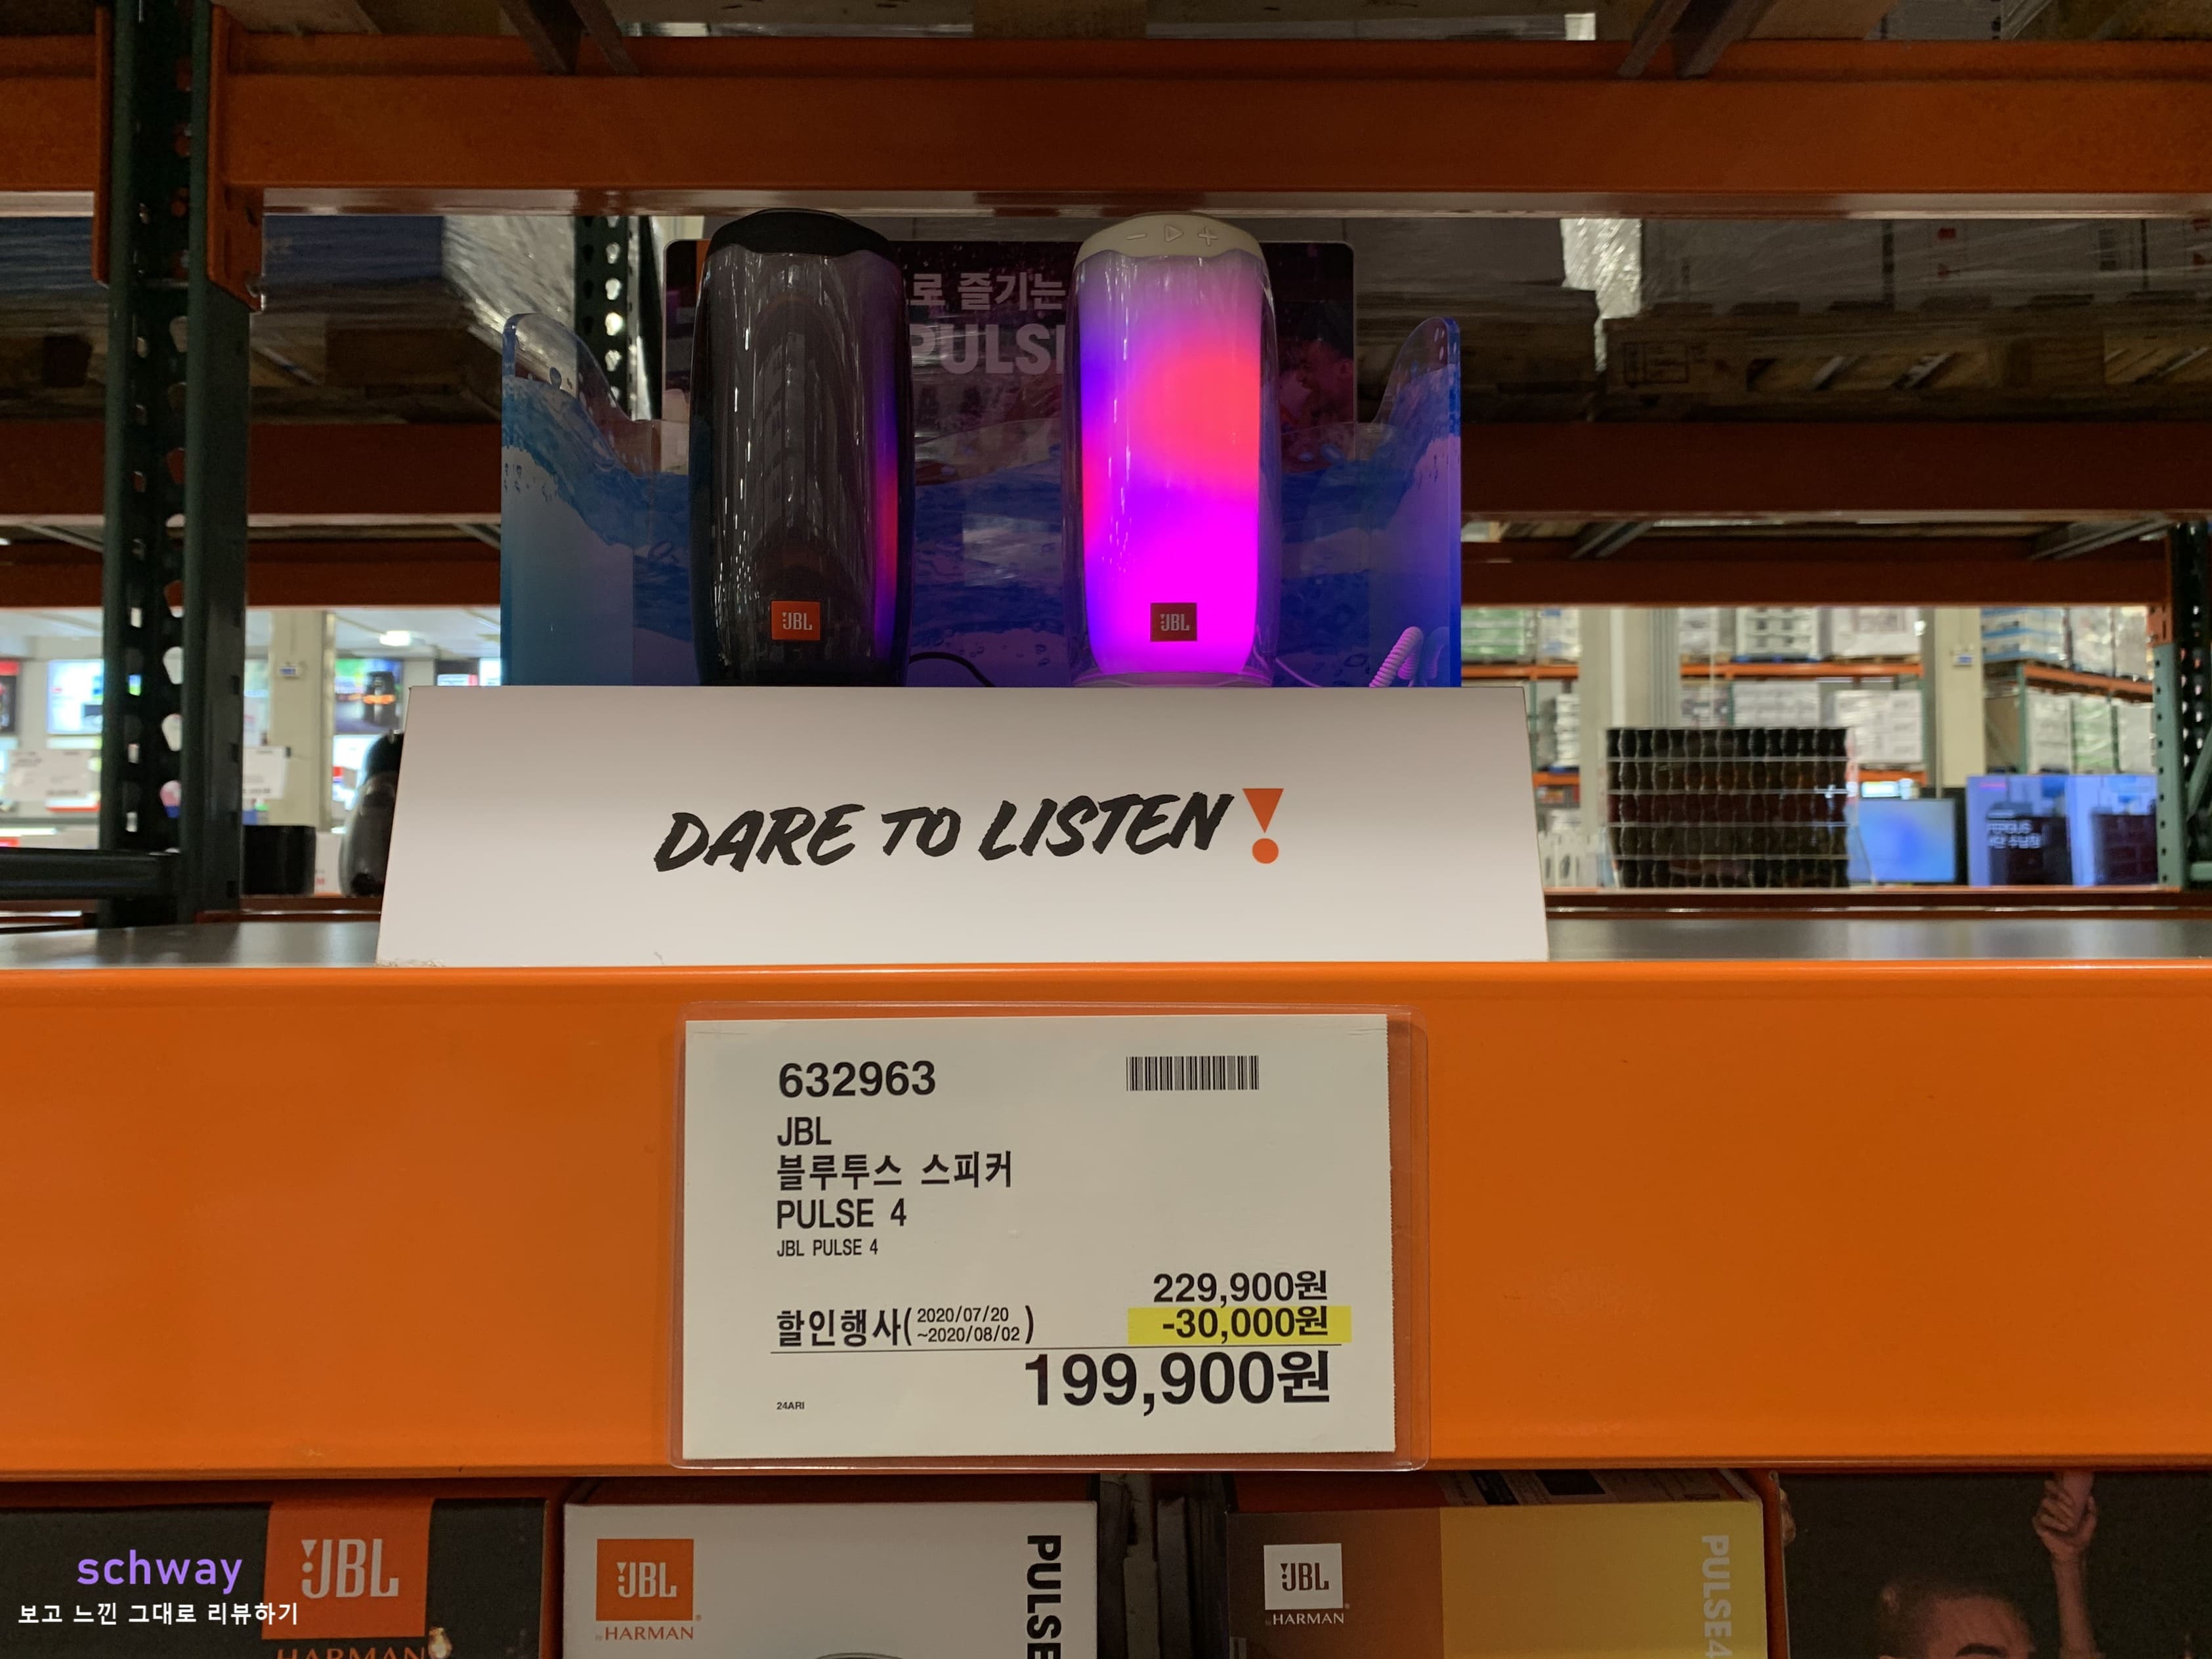 로 즐기는
PULSE
− ▷ +
JBL
JBL
DARE TO LISTEN!
632963
JBL
블루투스 스피커
PULSE 4
JBL PULSE 4
229,900원
할인행사(2020/07/20
~2020/08/02)
-30,000원
199,900원
24ARI
JBL
HARMAN
JBL
by HARMAN
PULSE
JBL
by HARMAN
PULSE4
schway
보고 느낀 그대로 리뷰하기